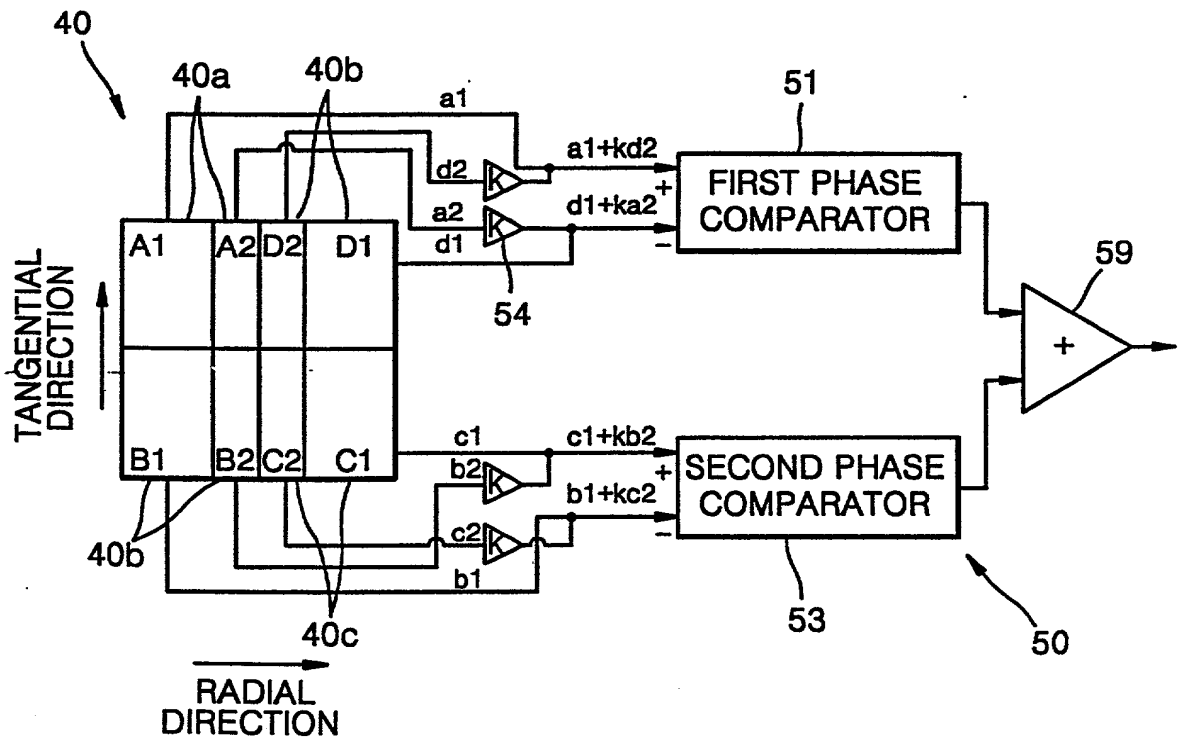 40
40a
40b
51
a1
a1+kd2
d2
K
+
FIRST PHASE
COMPARATOR
a2
K
d1+ka2
d1
−
A1
A2
D2
D1
54
59
TANGENTIAL
DIRECTION
+
c1
c1+kb2
B1
B2
C2
C1
b2
K
+
SECOND PHASE
COMPARATOR
b1+kc2
c2
K
−
40b
b1
40c
53
50
RADIAL
DIRECTION